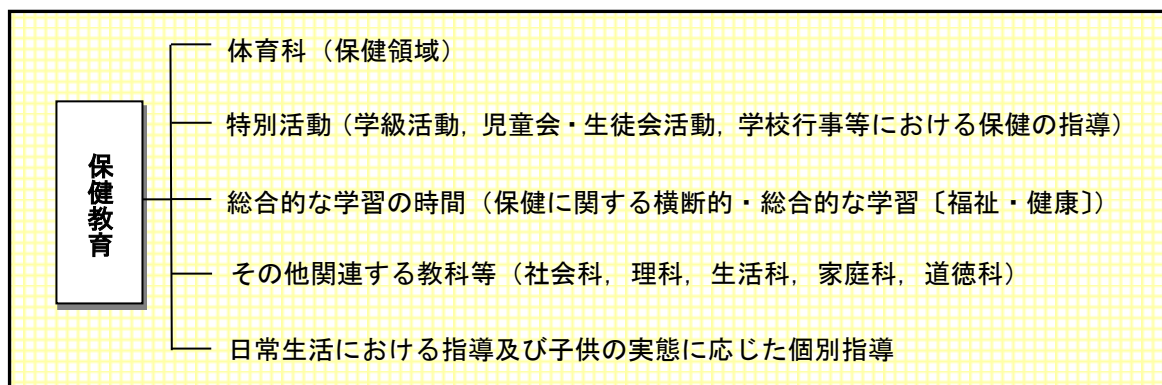 保健教育
体育科（保健領域）
特別活動（学級活動，児童会・生徒会活動，学校行事等における保健の指導）
総合的な学習の時間（保健に関する横断的・総合的な学習〔福祉・健康〕）
その他関連する教科等（社会科，理科，生活科，家庭科，道徳科）
日常生活における指導及び子供の実態に応じた個別指導